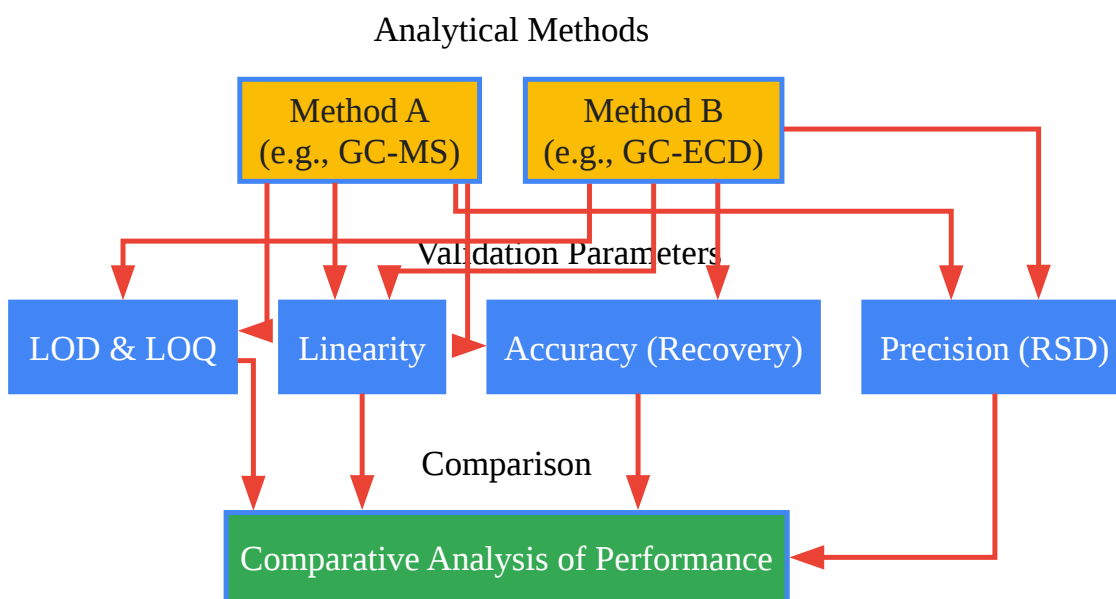 Analytical Methods
Method A
(e.g., GC-MS)
Method B
(e.g., GC-ECD)
Validation Parameters
LOD & LOQ
Linearity
Accuracy (Recovery)
Precision (RSD)
Comparison
Comparative Analysis of Performance